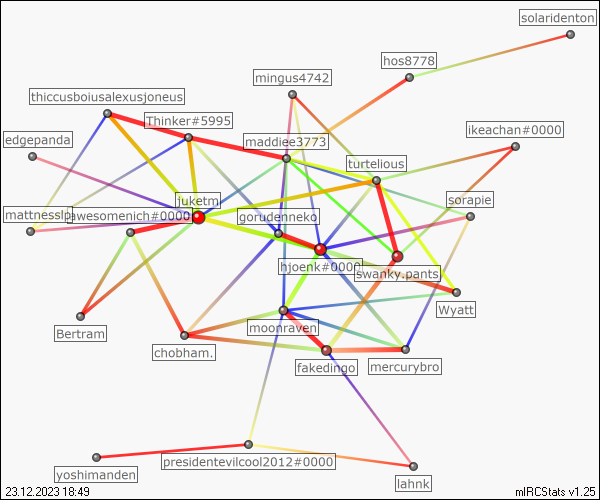 solaridenton
hos8778
mingus4742
thiccusboiusalexusjoneus
Thinker#5995
ikeachan#0000
edgepanda
maddiee3773
turtelious
juketm
sorapie
mattnesslp
awesomenich#0000
gorudenneko
hjoenk#0000
swanky.pants
Wyatt
Bertram
moonraven
chobham.
fakedingo
mercurybro
presidentevilcool2012#0000
yoshimanden
lahnk
23.12.2023 18:49
mIRCStats v1.25